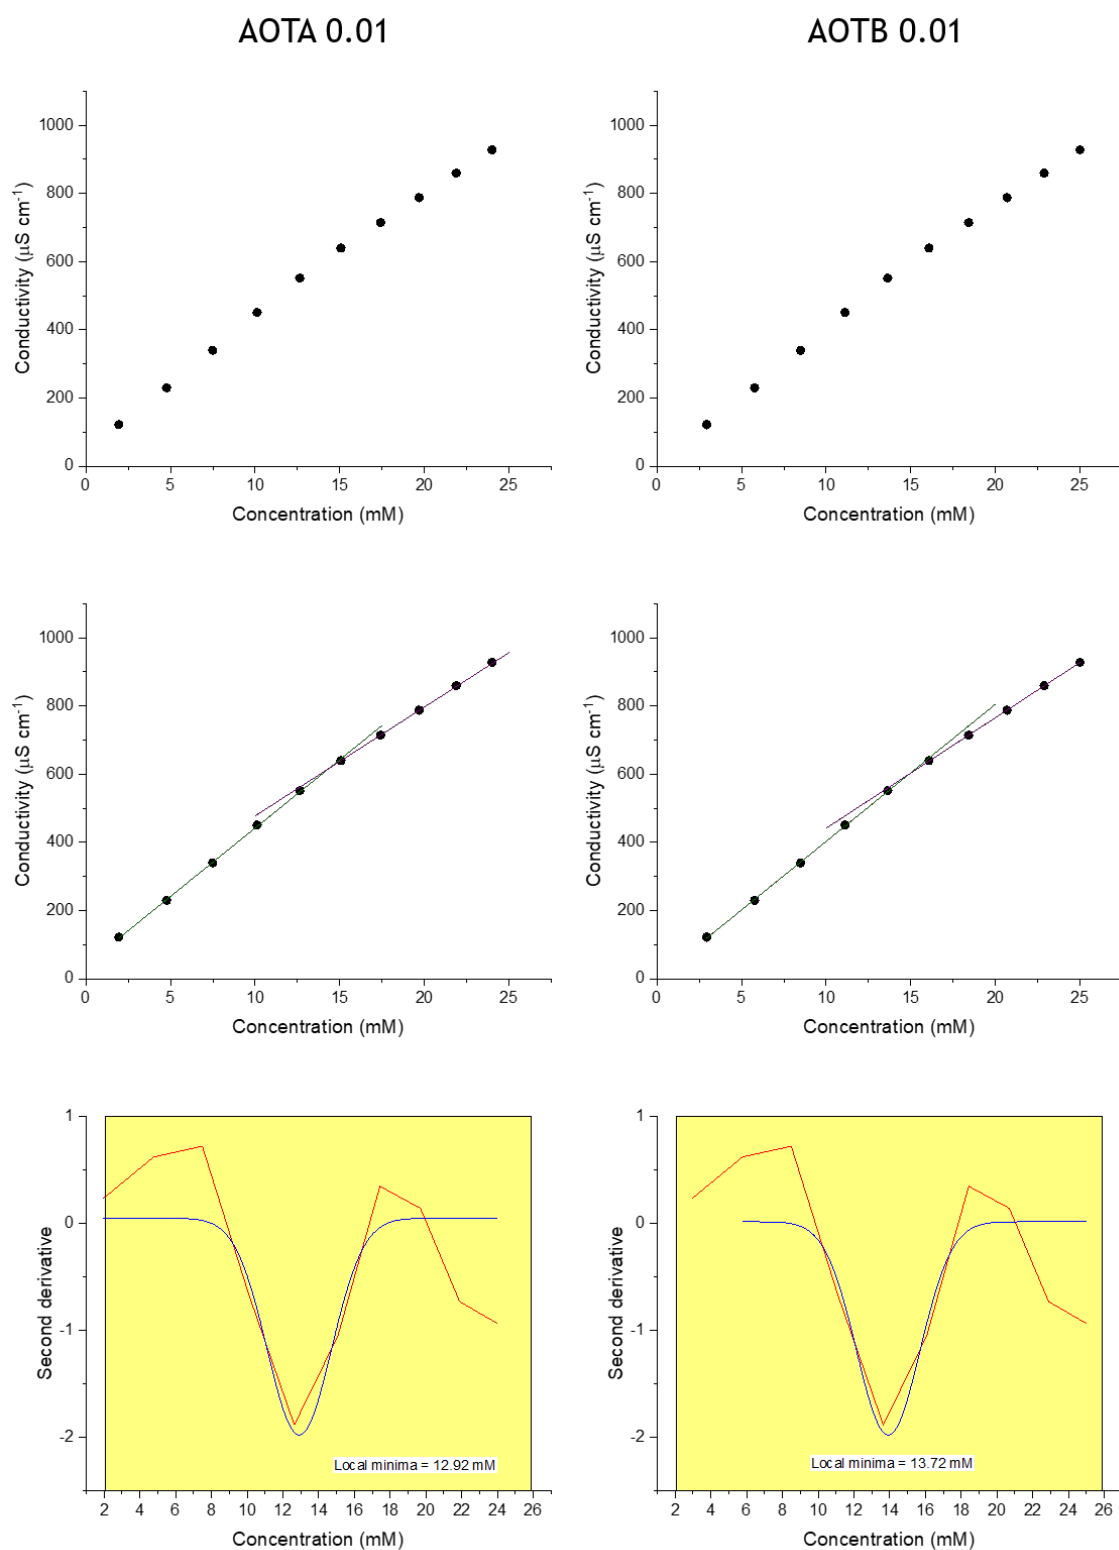 AOTA 0.01
AOTB 0.01
1000
800
600
400
200
0
Conductivity (μS cm⁻¹)
0 5 10 15 20 25
Concentration (mM)
1000
800
600
400
200
0
Conductivity (μS cm⁻¹)
0 5 10 15 20 25
Concentration (mM)
1000
800
600
400
200
0
Conductivity (μS cm⁻¹)
0 5 10 15 20 25
Concentration (mM)
1000
800
600
400
200
0
Conductivity (μS cm⁻¹)
0 5 10 15 20 25
Concentration (mM)
1
0
-1
-2
Second derivative
Local minima = 12.92 mM
2 4 6 8 10 12 14 16 18 20 22 24 26
Concentration (mM)
1
0
-1
-2
Second derivative
Local minima = 13.72 mM
2 4 6 8 10 12 14 16 18 20 22 24 26
Concentration (mM)